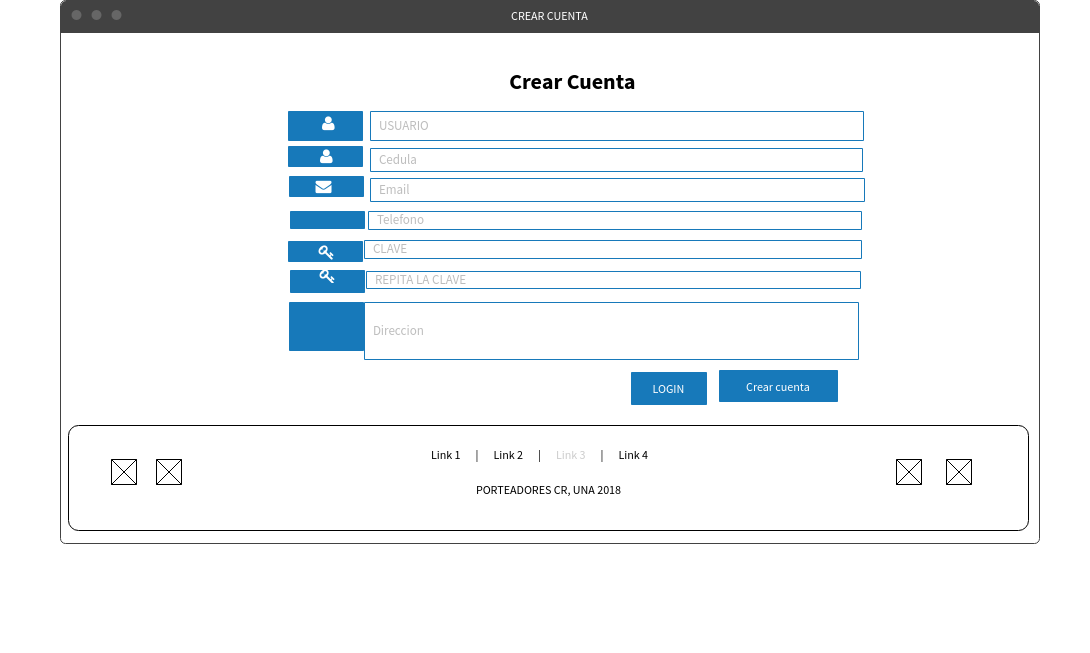 CREAR CUENTA
Crear Cuenta
USUARIO
Cedula
Email
Telefono
CLAVE
REPITA LA CLAVE
Direccion
LOGIN Crear cuenta
Link 1 | Link 2 | Link 3 | Link 4
PORTEADORES CR, UNA 2018